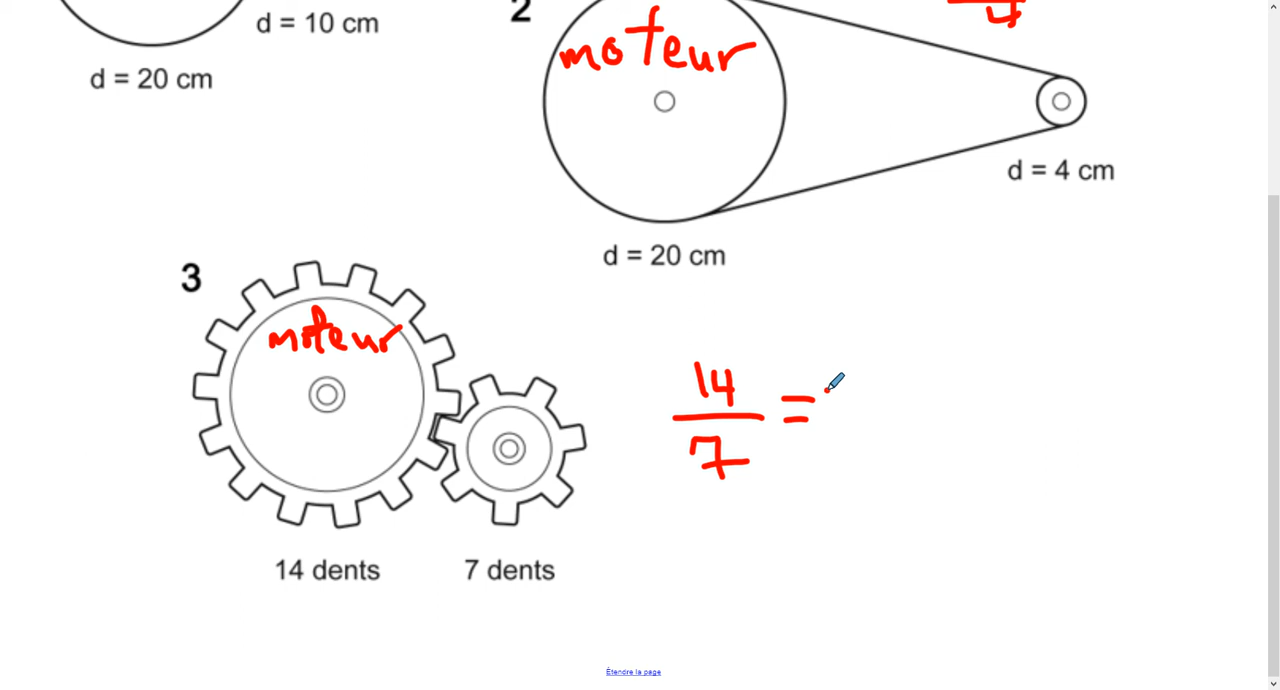 2
d = 10 cm
4
moteur
d = 20 cm
d = 4 cm
d = 20 cm
3
moteur
14
7
=
14 dents
7 dents
Étendre la page